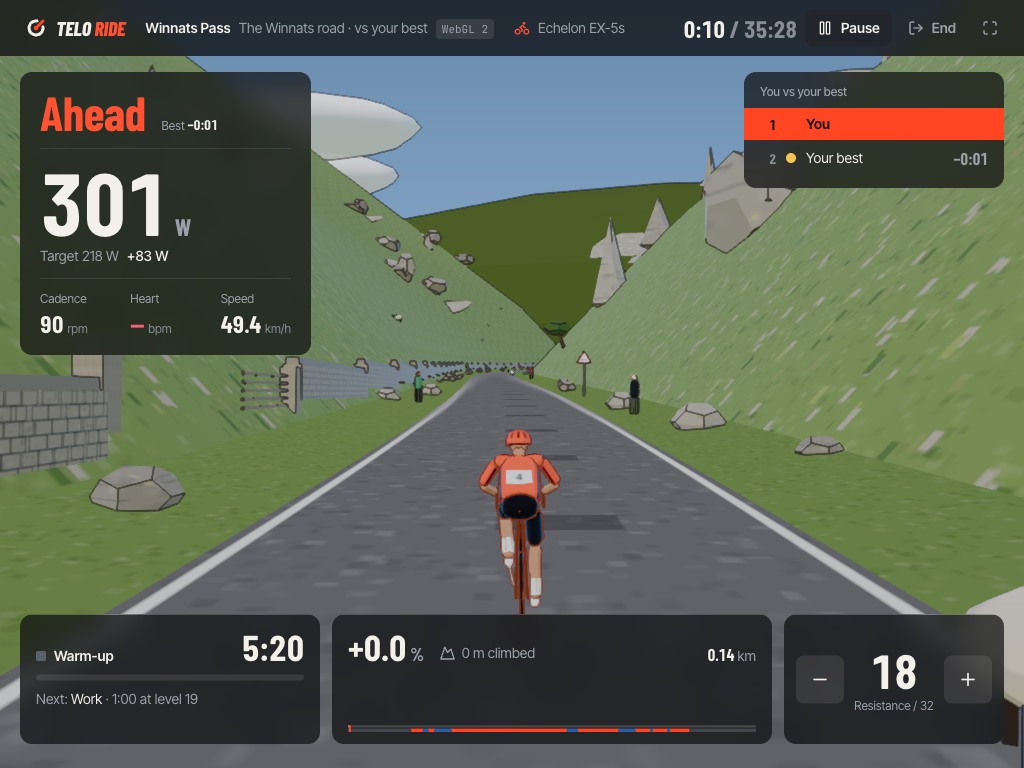 TELO RIDE
Winnats Pass The Winnats road · vs your best WebGL 2 Echelon EX-5s 0:10 / 35:28 Pause End
Ahead Best −0:01
301 W
Target 218 W +83 W
Cadence Heart Speed
90 rpm – bpm 49.4 km/h
You vs your best
1 You
2 Your best −0:01
4
Warm-up 5:20
Next: Work · 1:00 at level 19
+0.0 % 0 m climbed 0.14 km
− 18 +
Resistance / 32